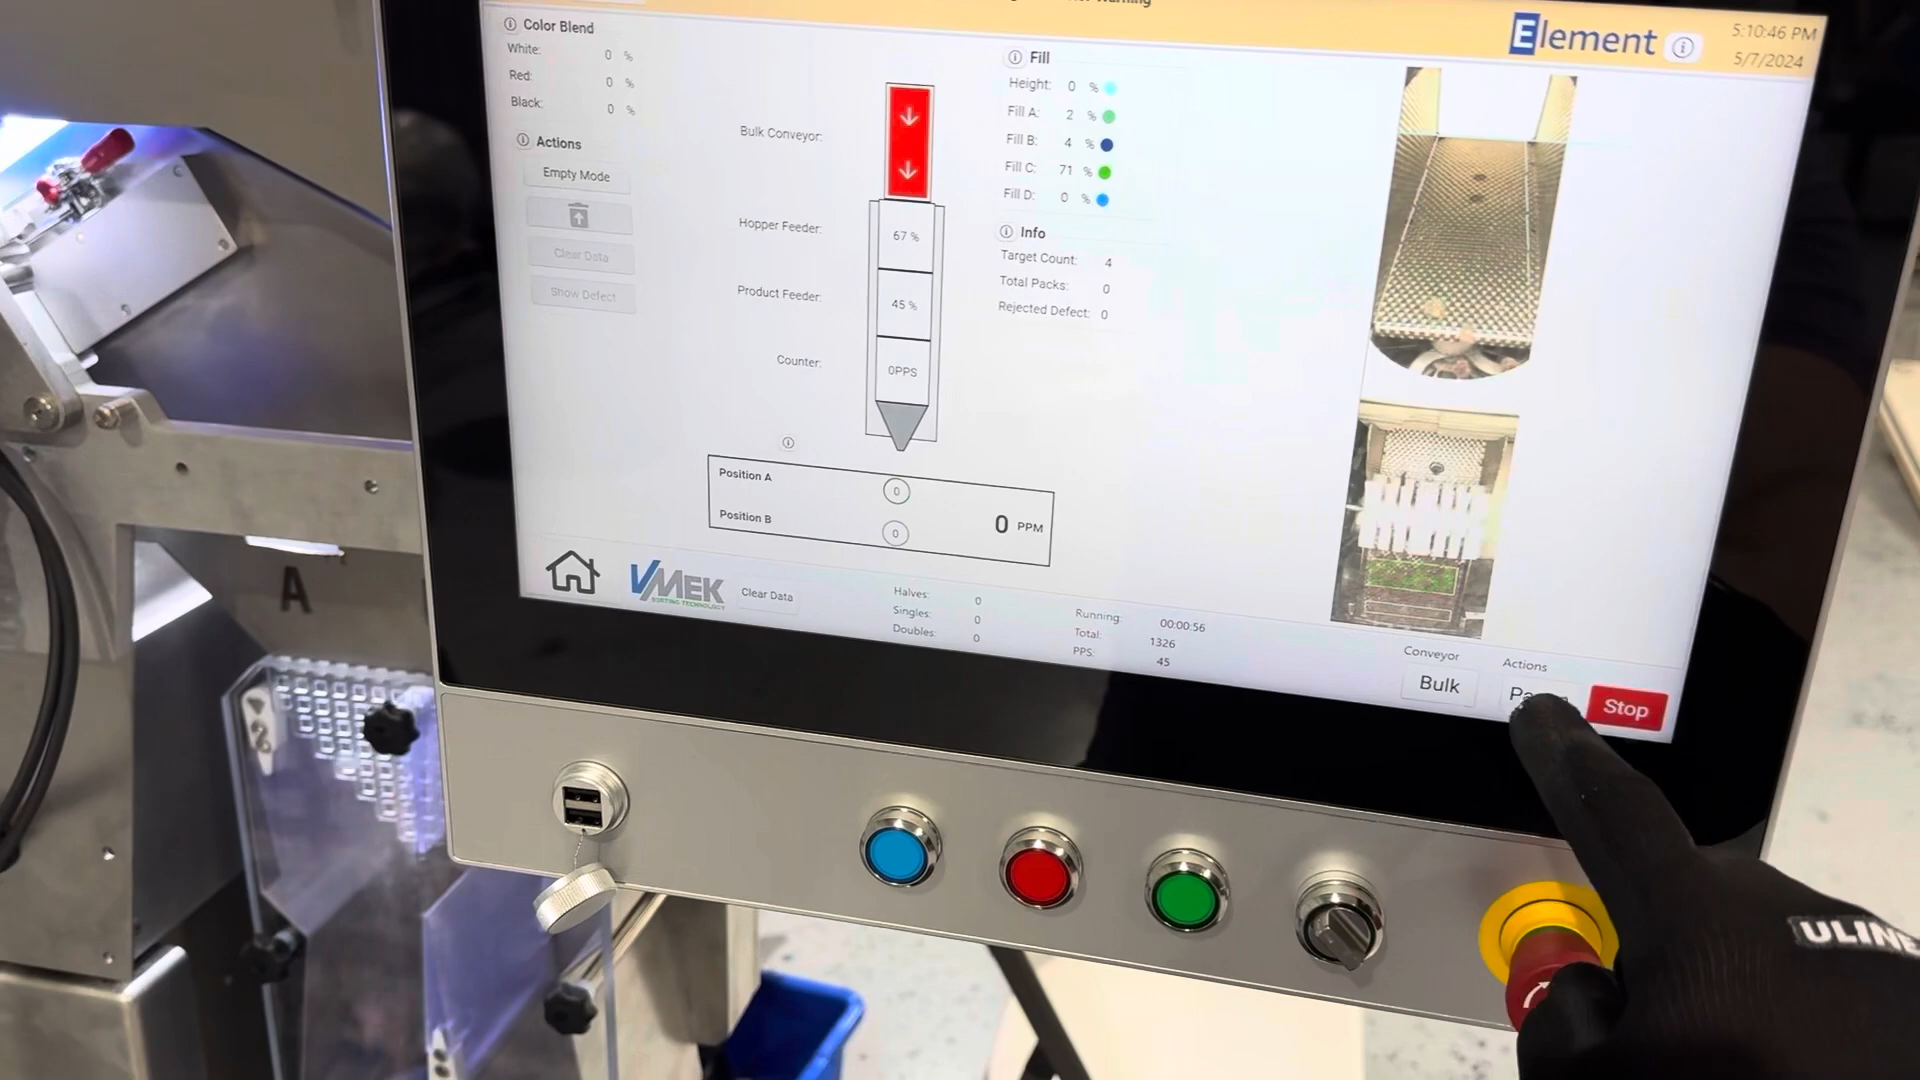 Warning
Element
5:10:46 PM
5/7/2024
Color Blend
White: 0 %
Red: 0 %
Black: 0 %
Actions
Empty Mode
Clear Data
Show Defect
Bulk Conveyor:
Hopper Feeder: 67 %
Product Feeder: 45 %
Counter: 0PPS
Fill
Height: 0 %
Fill A: 2 %
Fill B: 4 %
Fill C: 71 %
Fill D: 0 %
Info
Target Count: 4
Total Packs: 0
Rejected Defect: 0
Position A 0
Position B 0
0 PPM
VMEK
SORTING TECHNOLOGY
Clear Data
Halves: 0
Singles: 0
Doubles: 0
Running: 00:00:56
Total: 1326
PPS: 45
Conveyor
Bulk
Actions
Stop
A
ULINE